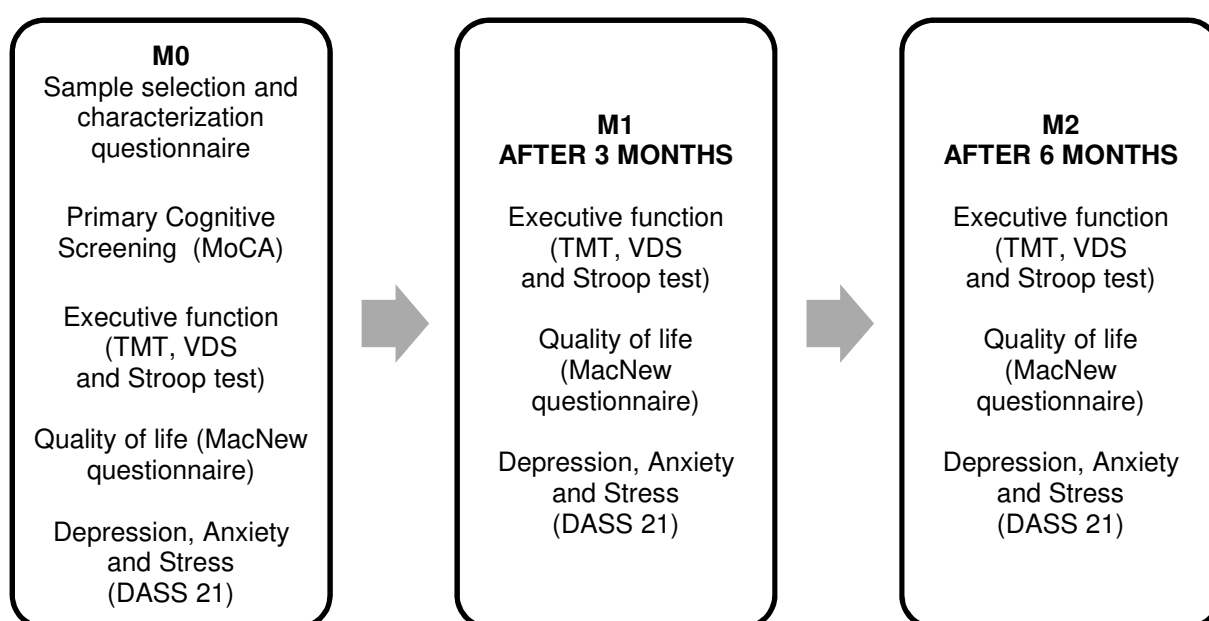 M0
Sample selection and
characterization
questionnaire
Primary Cognitive
Screening (MoCA)
Executive function
(TMT, VDS
and Stroop test)
Quality of life (MacNew
questionnaire)
Depression, Anxiety
and Stress
(DASS 21)
M1
AFTER 3 MONTHS
Executive function
(TMT, VDS
and Stroop test)
Quality of life
(MacNew
questionnaire)
Depression, Anxiety
and Stress
(DASS 21)
M2
AFTER 6 MONTHS
Executive function
(TMT, VDS
and Stroop test)
Quality of life
(MacNew
questionnaire)
Depression, Anxiety
and Stress
(DASS 21)